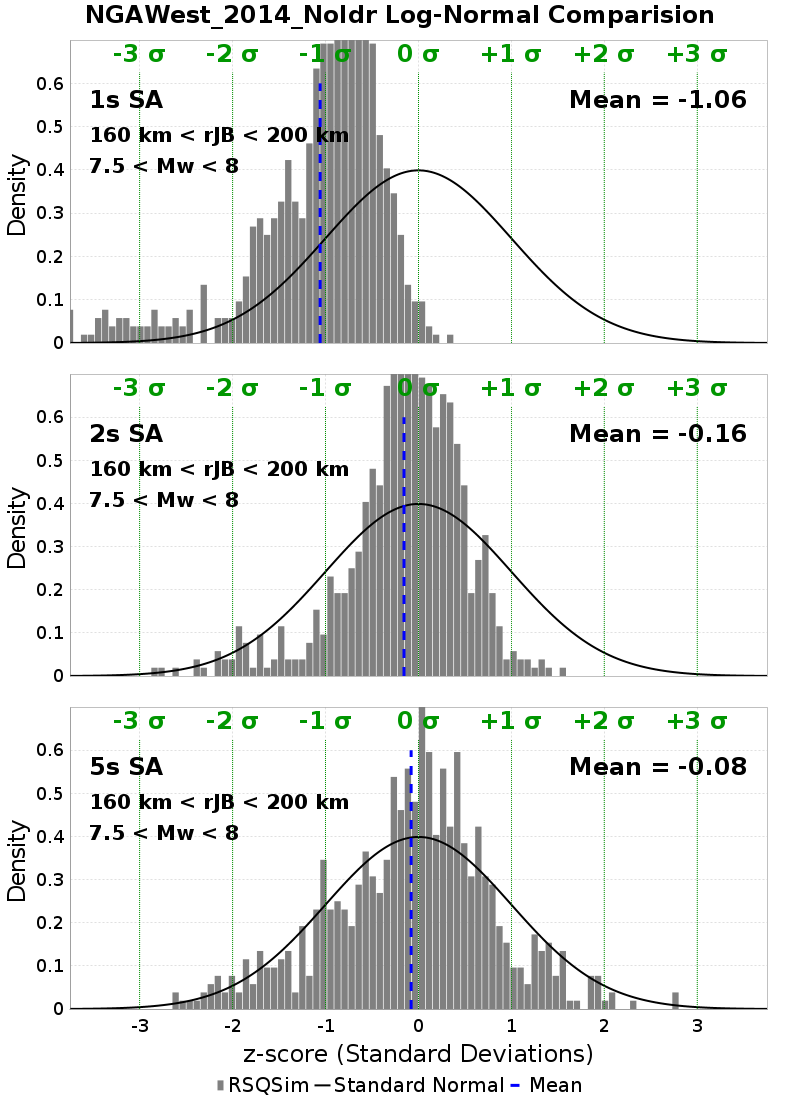 NGAWest_2014_NoIdr Log-Normal Comparision
-3 σ -2 σ -1 σ 0 σ +1 σ +2 σ +3 σ
1s SA
Mean = -1.06
160 km < rJB < 200 km
7.5 < Mw < 8
0.6
0.5
0.4
0.3
0.2
0.1
0
Density
-3 σ -2 σ -1 σ 0 σ +1 σ +2 σ +3 σ
2s SA
Mean = -0.16
160 km < rJB < 200 km
7.5 < Mw < 8
0.6
0.5
0.4
0.3
0.2
0.1
0
Density
-3 σ -2 σ -1 σ 0 σ +1 σ +2 σ +3 σ
5s SA
Mean = -0.08
160 km < rJB < 200 km
7.5 < Mw < 8
0.6
0.5
0.4
0.3
0.2
0.1
0
Density
-3 -2 -1 0 1 2 3
z-score (Standard Deviations)
RSQSim Standard Normal Mean